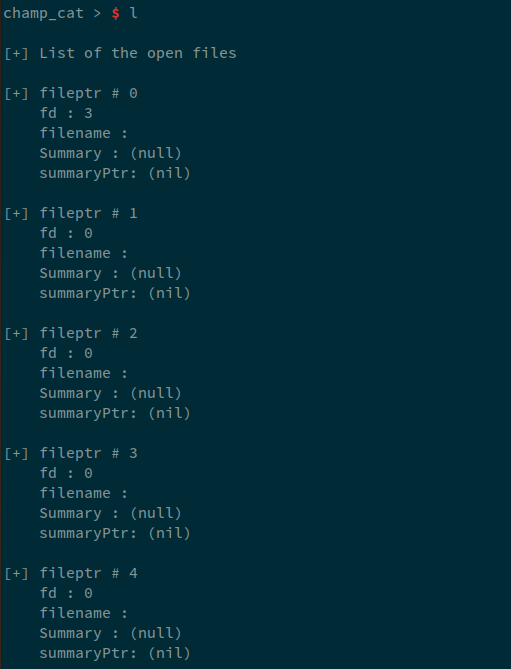 champ_cat > $ l
[+] List of the open files
[+] fileptr # 0
fd : 3
filename :
Summary : (null)
summaryPtr: (nil)
[+] fileptr # 1
fd : 0
filename :
Summary : (null)
summaryPtr: (nil)
[+] fileptr # 2
fd : 0
filename :
Summary : (null)
summaryPtr: (nil)
[+] fileptr # 3
fd : 0
filename :
Summary : (null)
summaryPtr: (nil)
[+] fileptr # 4
fd : 0
filename :
Summary : (null)
summaryPtr: (nil)